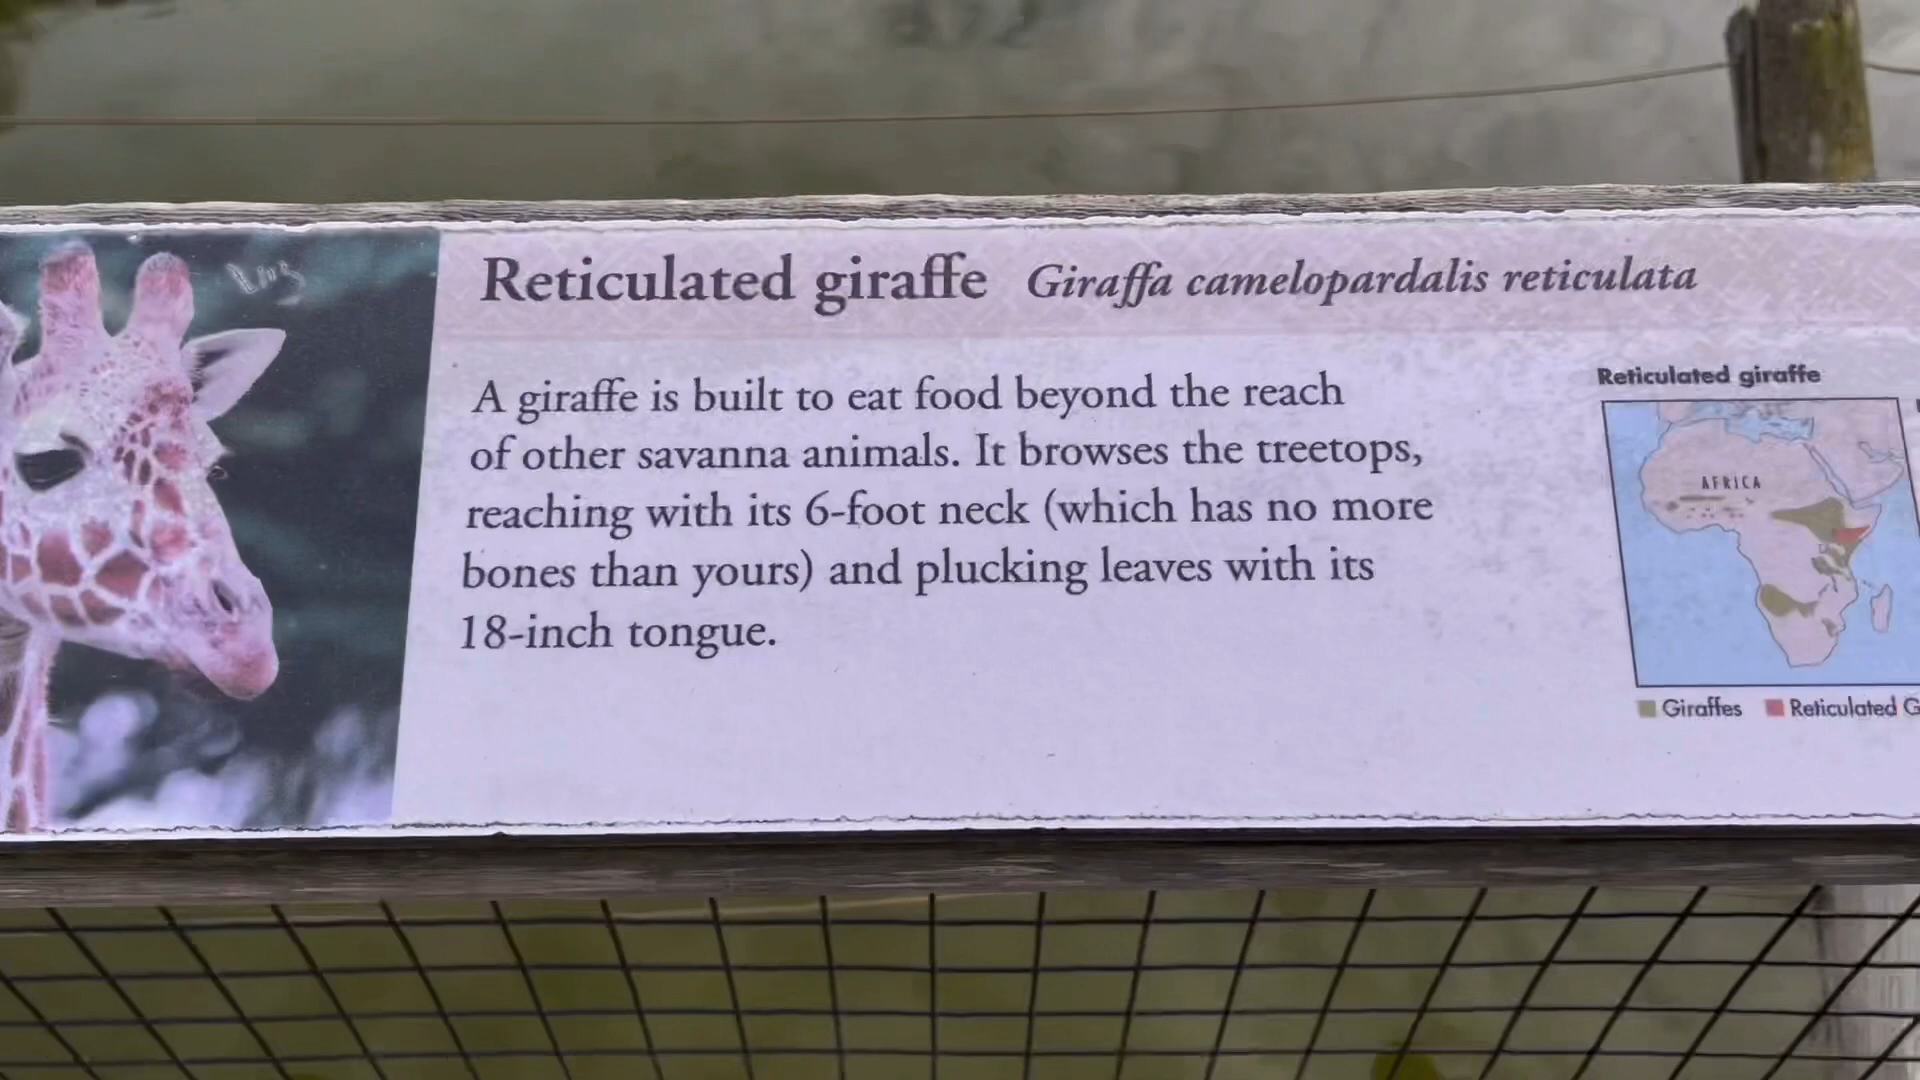 Reticulated giraffe Giraffa camelopardalis reticulata
A giraffe is built to eat food beyond the reach
of other savanna animals. It browses the treetops,
reaching with its 6-foot neck (which has no more
bones than yours) and plucking leaves with its
18-inch tongue.
Reticulated giraffe
AFRICA
Giraffes Reticulated G